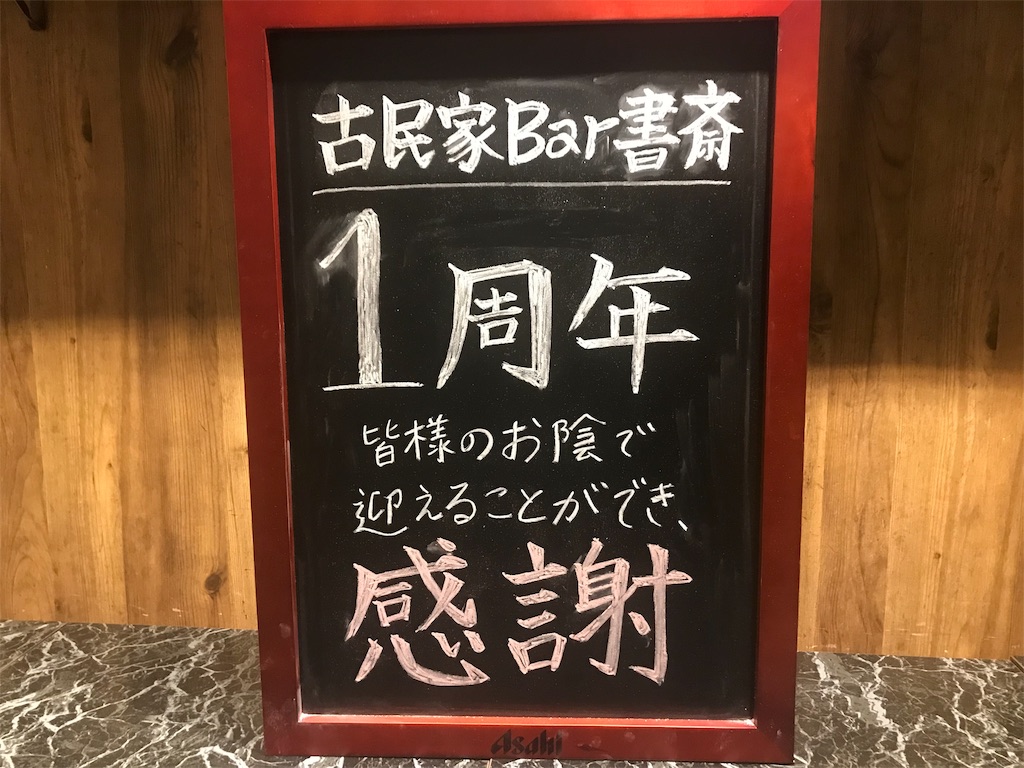 古民家Bar書斎
1周年
皆様のお陰で
迎えることができ、
感謝
Asahi